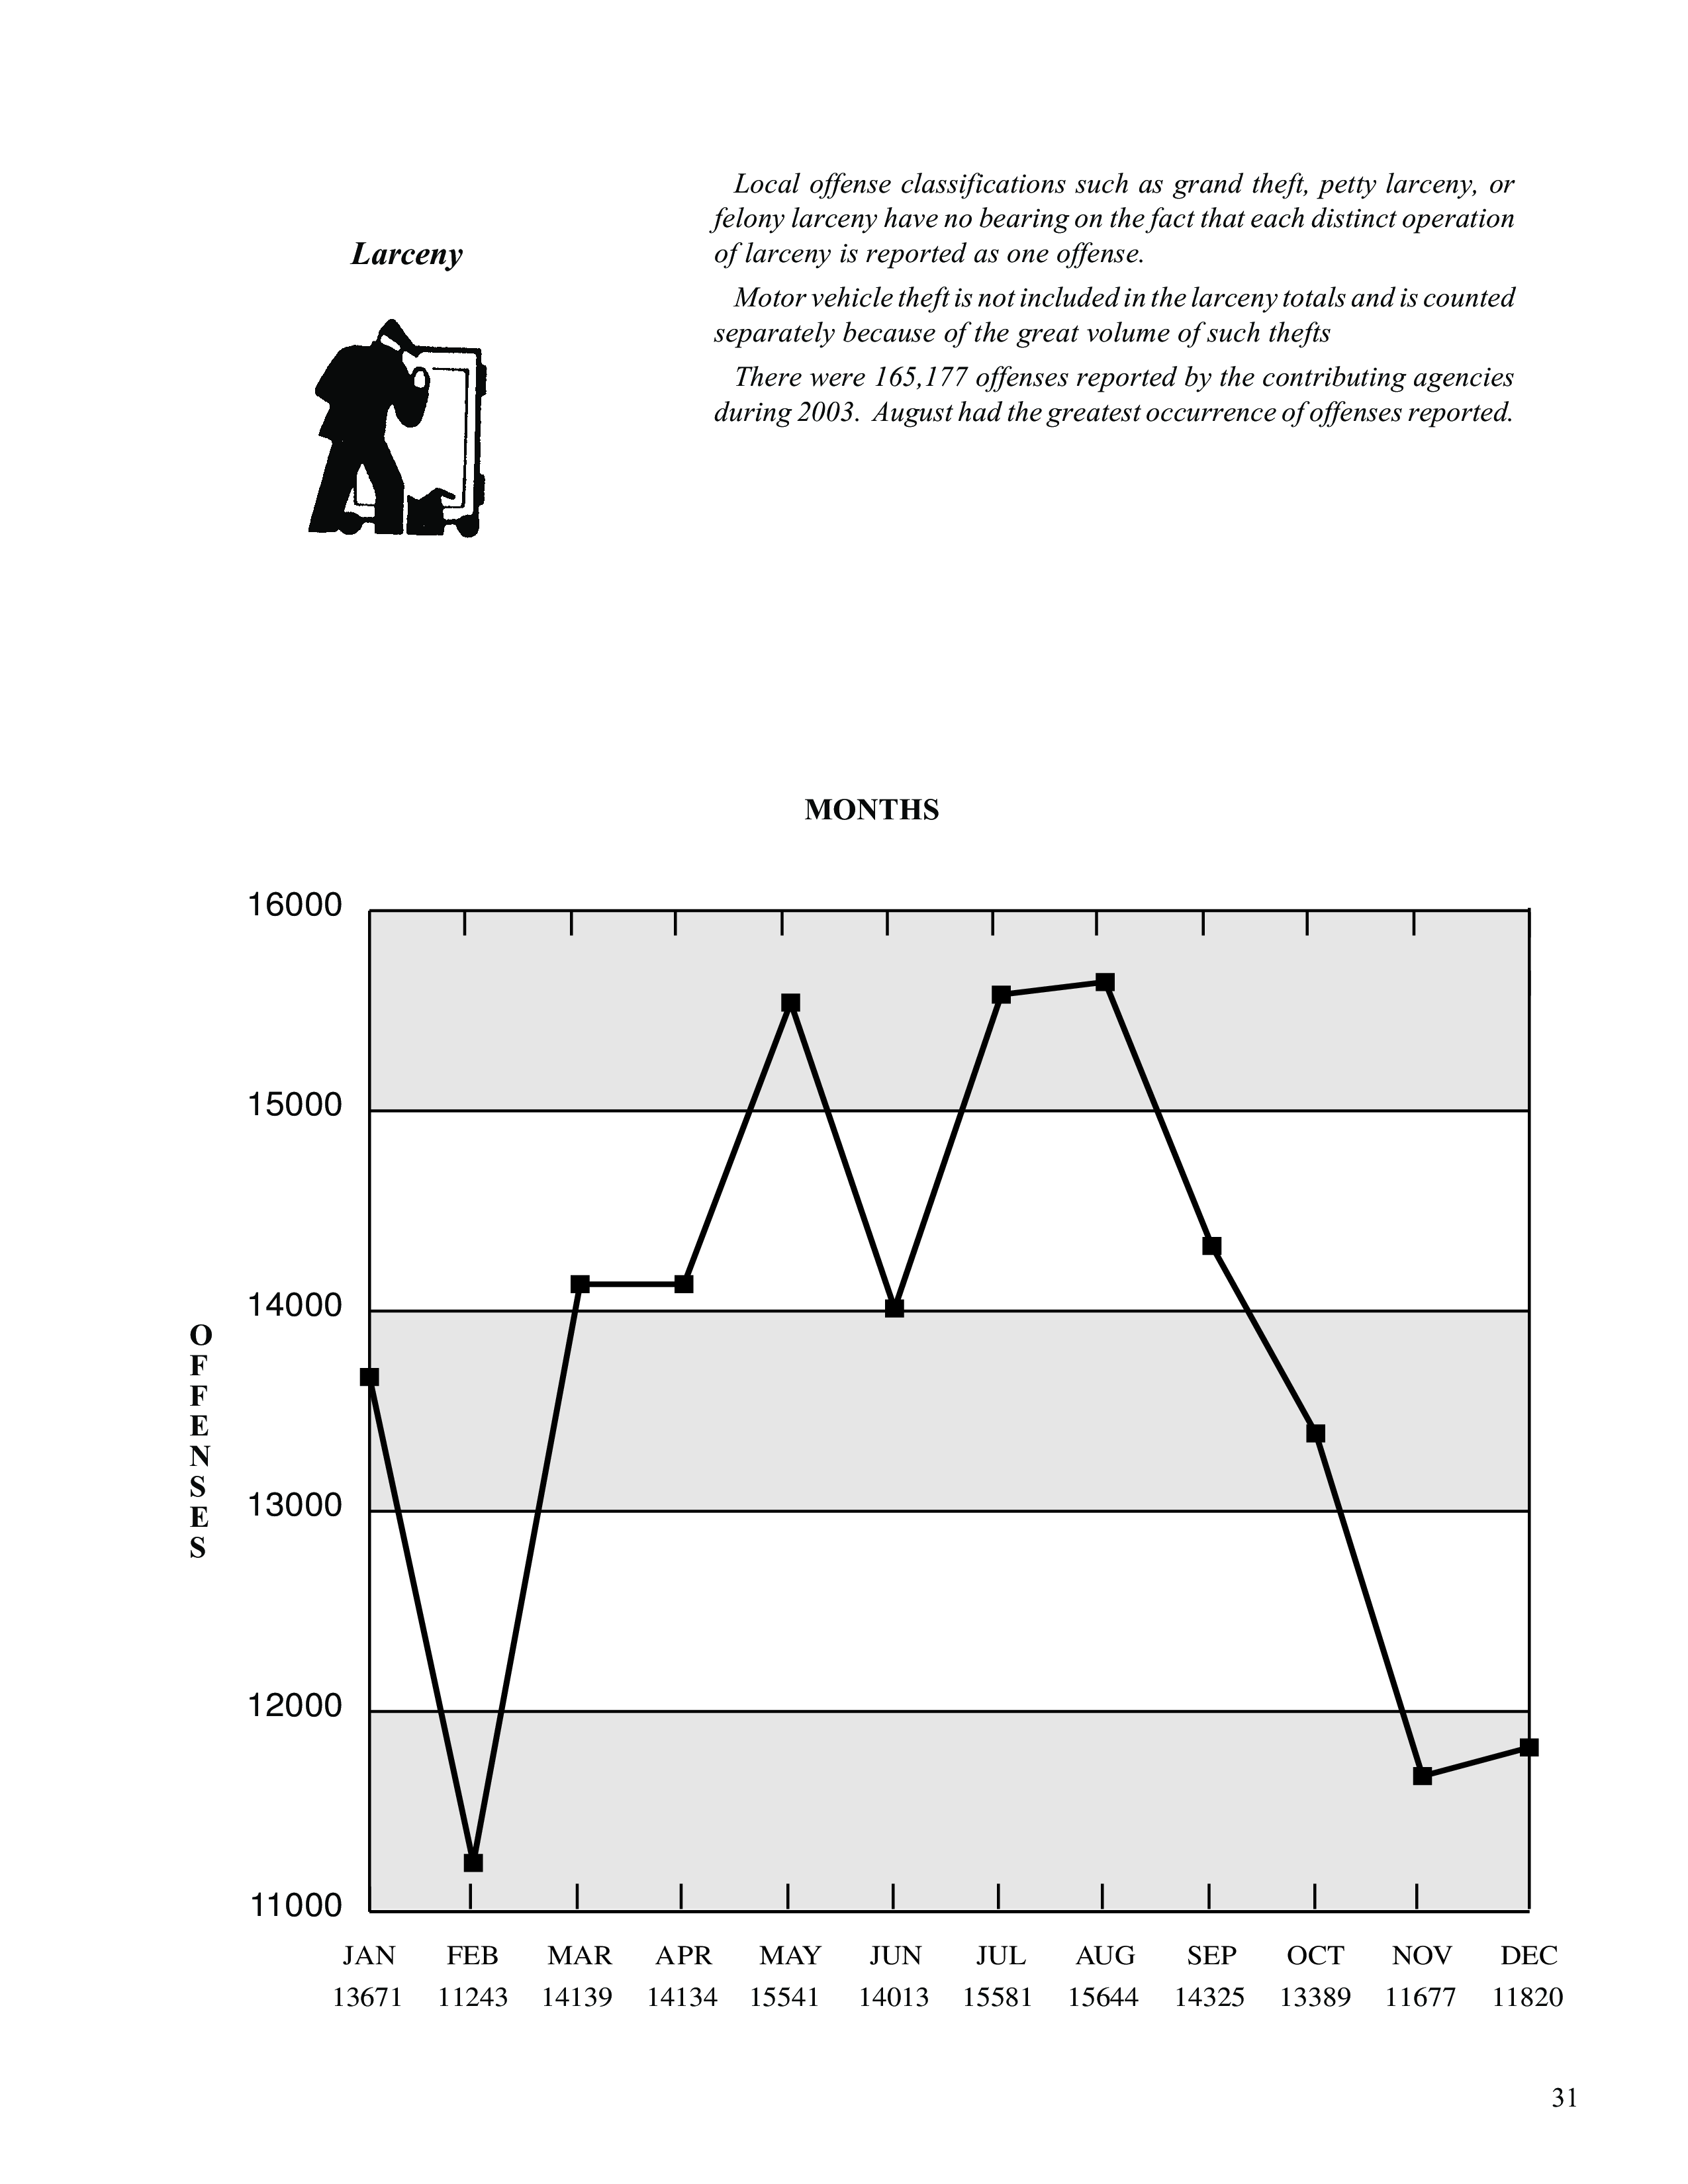 Larceny
Local offense classifications such as grand theft, petty larceny, or
felony larceny have no bearing on the fact that each distinct operation
of larceny is reported as one offense.
Motor vehicle theft is not included in the larceny totals and is counted
separately because of the great volume of such thefts
There were 165,177 offenses reported by the contributing agencies
during 2003.  August had the greatest occurrence of offenses reported.
MONTHS
16000
15000
14000
13000
12000
11000
O
F
F
E
N
S
E
S
JAN FEB MAR APR MAY JUN JUL AUG SEP OCT NOV DEC
13671 11243 14139 14134 15541 14013 15581 15644 14325 13389 11677 11820
31